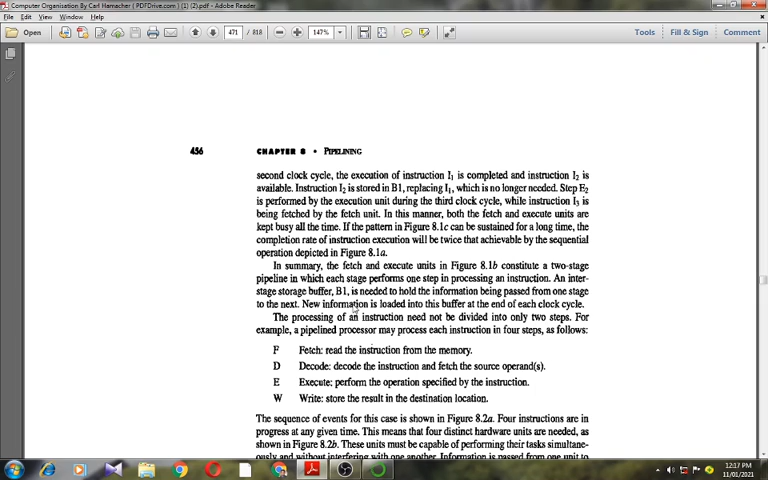 Computer Organisation By Carl Hamacher ( PDFDrive.com ) (1) (2).pdf - Adobe Reader
File Edit View Window Help
Open 471 / 818 147% Tools Fill & Sign Comment
456 CHAPTER 8 • PIPELINING
second clock cycle, the execution of instruction I1 is completed and instruction I2 is
available. Instruction I2 is stored in B1, replacing I1, which is no longer needed. Step E2
is performed by the execution unit during the third clock cycle, while instruction I3 is
being fetched by the fetch unit. In this manner, both the fetch and execute units are
kept busy all the time. If the pattern in Figure 8.1c can be sustained for a long time, the
completion rate of instruction execution will be twice that achievable by the sequential
operation depicted in Figure 8.1a.
In summary, the fetch and execute units in Figure 8.1b constitute a two-stage
pipeline in which each stage performs one step in processing an instruction. An inter-
stage storage buffer, B1, is needed to hold the information being passed from one stage
to the next. New information is loaded into this buffer at the end of each clock cycle.
The processing of an instruction need not be divided into only two steps. For
example, a pipelined processor may process each instruction in four steps, as follows:
F Fetch: read the instruction from the memory.
D Decode: decode the instruction and fetch the source operand(s).
E Execute: perform the operation specified by the instruction.
W Write: store the result in the destination location.
The sequence of events for this case is shown in Figure 8.2a. Four instructions are in
progress at any given time. This means that four distinct hardware units are needed, as
shown in Figure 8.2b. These units must be capable of performing their tasks simultane-
ously and without interfering with one another. Information is passed from one unit to
12:17 PM
11/01/2021